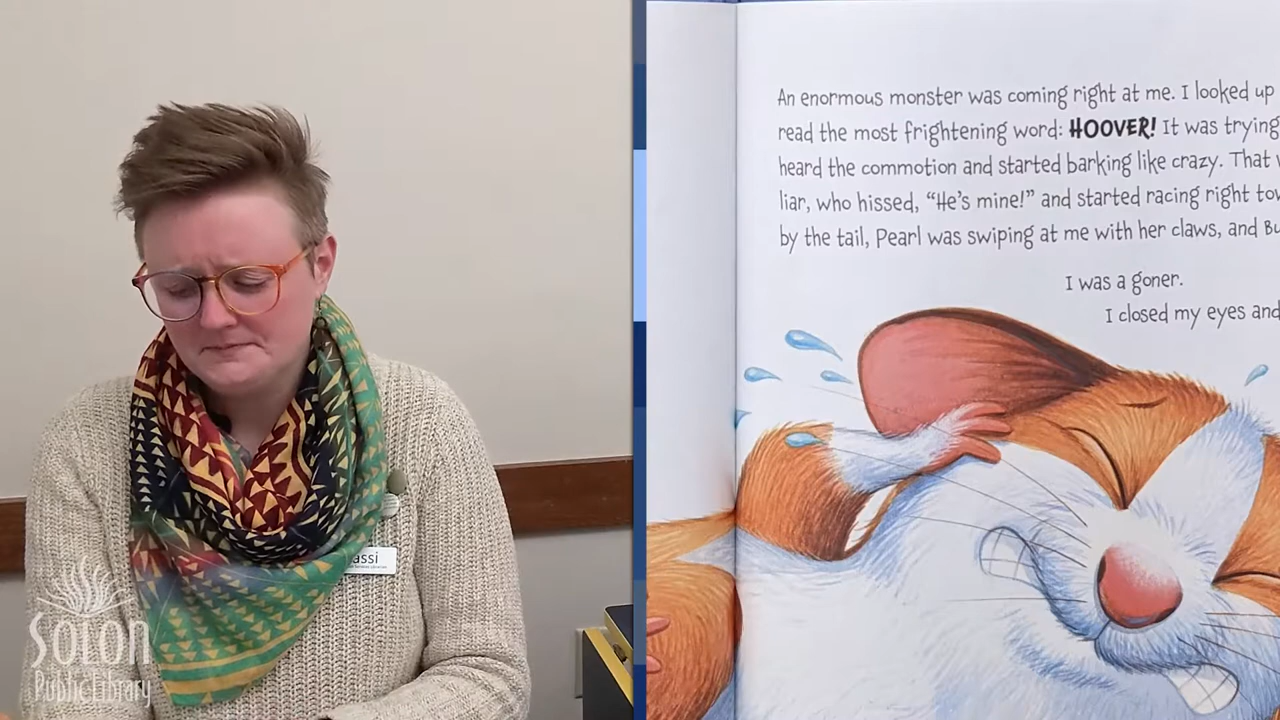 An enormous monster was coming right at me. I looked up
read the most frightening word: HOOVER! It was trying
heard the commotion and started barking like crazy. That
liar, who hissed, “He’s mine!” and started racing right
by the tail, Pearl was swiping at me with her claws, and
I was a goner.
I closed my eyes and
assi
SOLON
Public Library